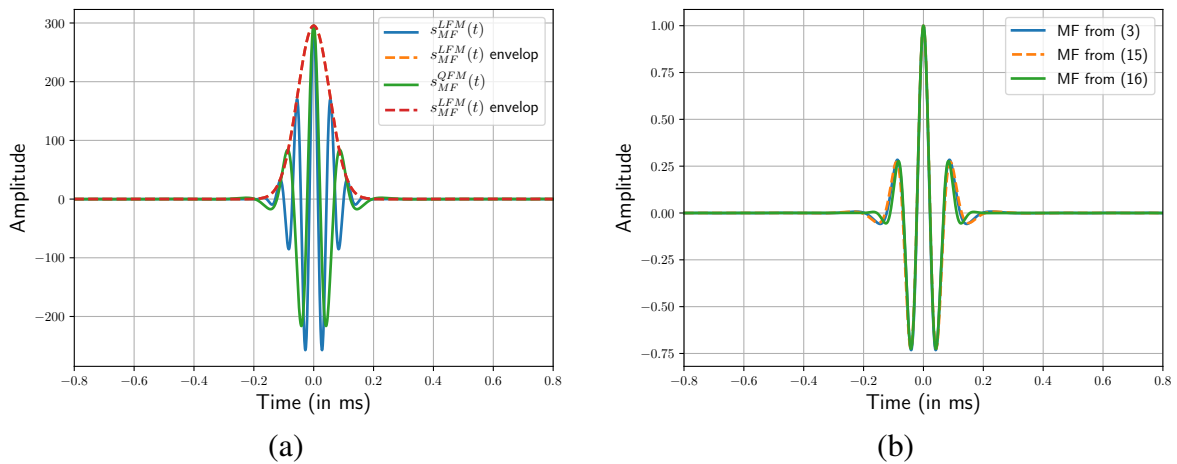 300
200
100
0
−100
−200
−0.8 −0.6 −0.4 −0.2 0.0 0.2 0.4 0.6 0.8
Amplitude
Time (in ms)
$s_{MF}^{LFM}(t)$
$s_{MF}^{LFM}(t)$ envelop
$s_{MF}^{QFM}(t)$
$s_{MF}^{LFM}(t)$ envelop
(a)
1.00
0.75
0.50
0.25
0.00
−0.25
−0.50
−0.75
−0.8 −0.6 −0.4 −0.2 0.0 0.2 0.4 0.6 0.8
Amplitude
Time (in ms)
MF from (3)
MF from (15)
MF from (16)
(b)